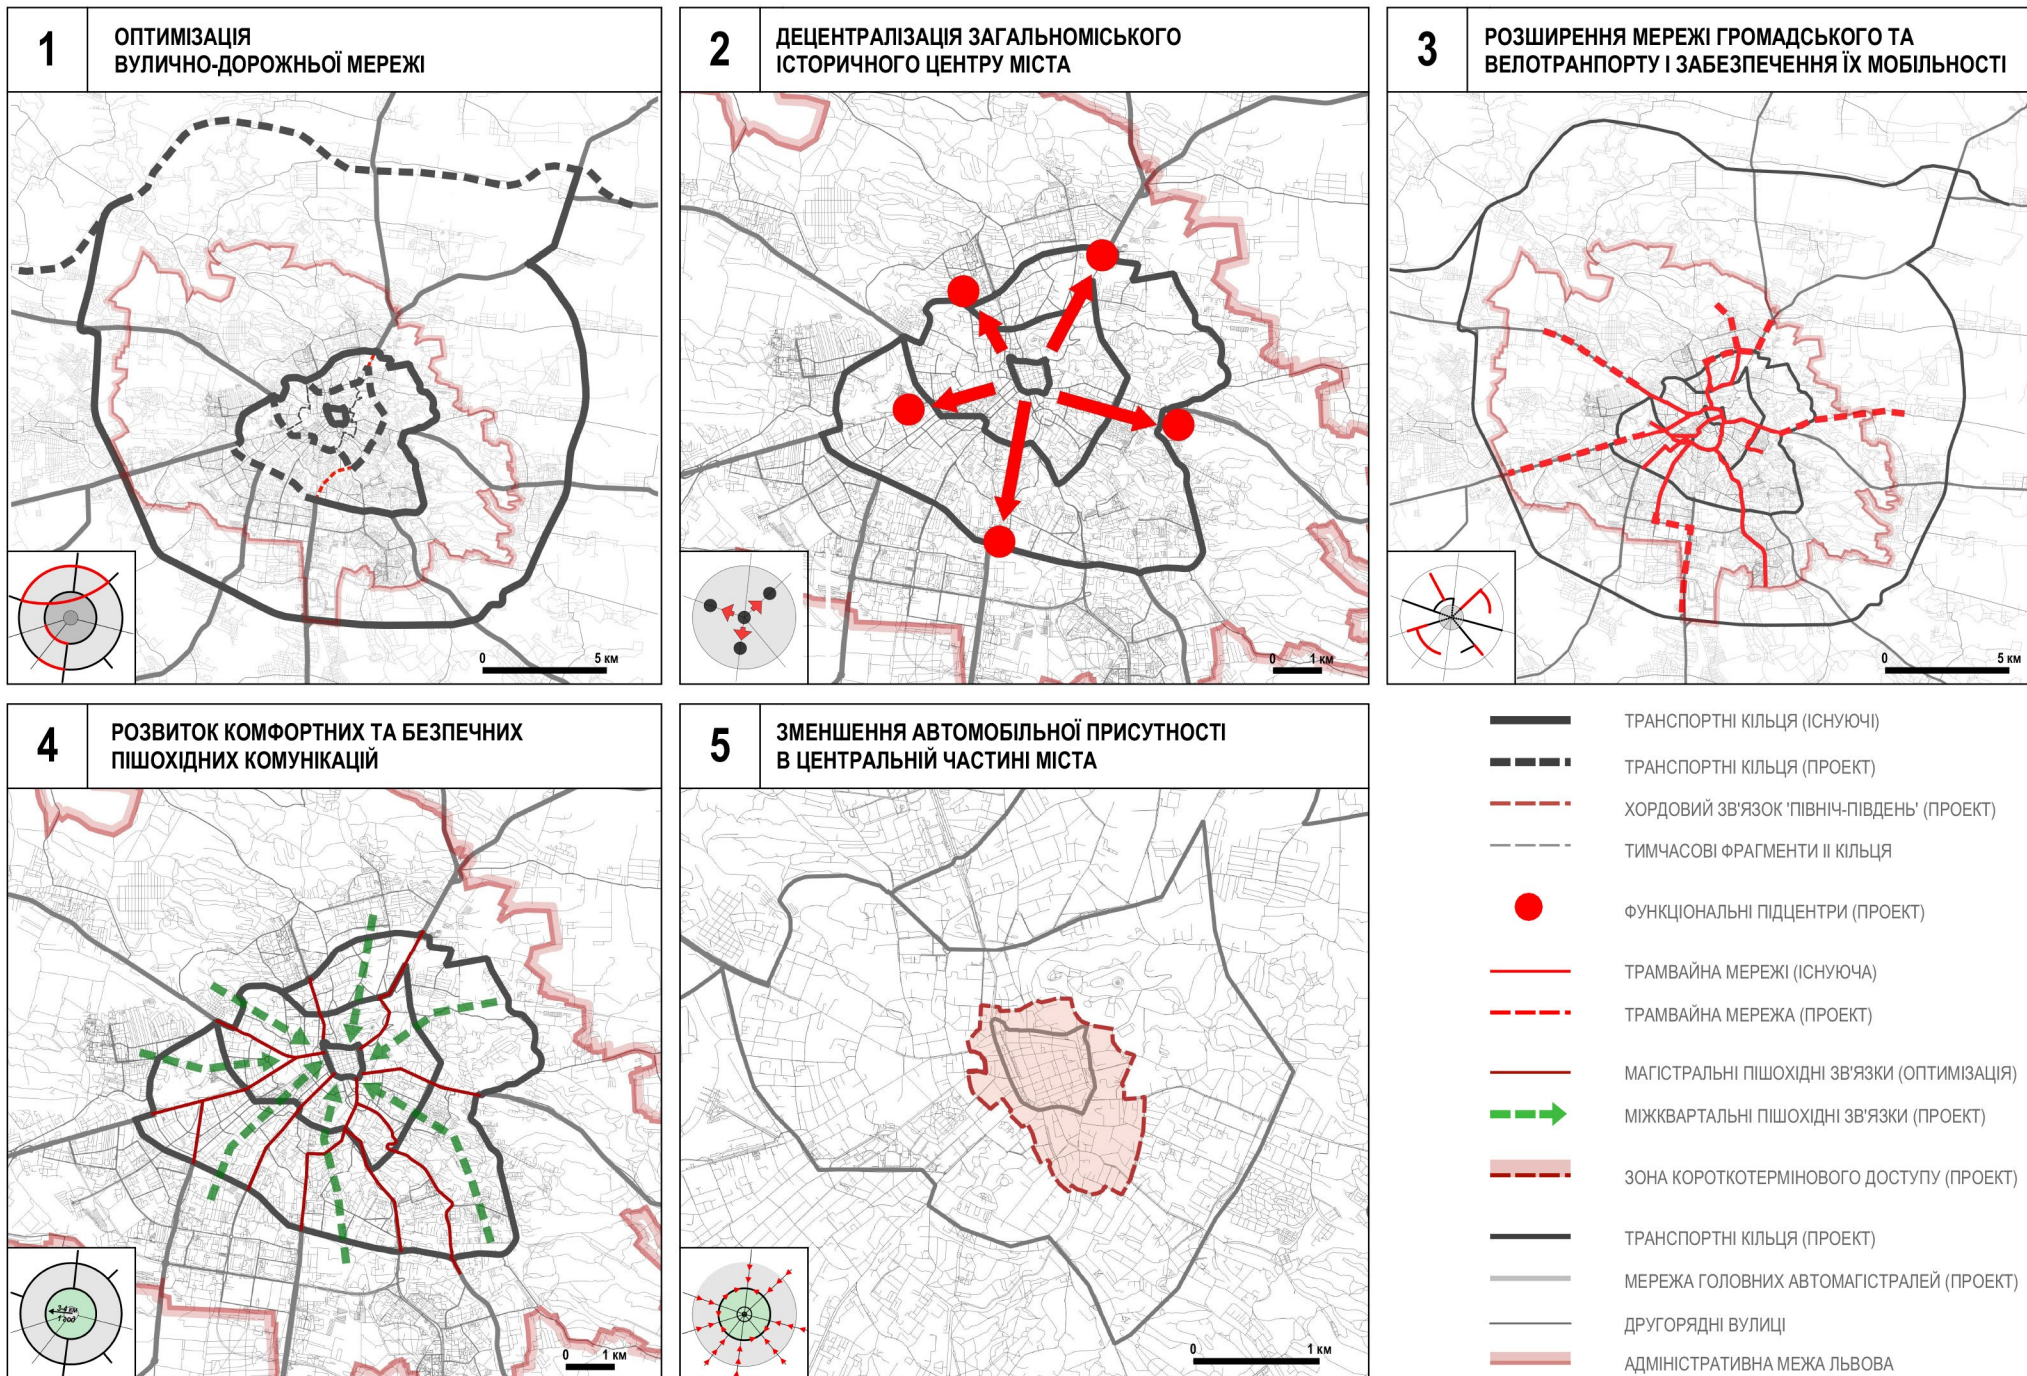 1
ОПТИМІЗАЦІЯ
ВУЛИЧНО-ДОРОЖНЬОЇ МЕРЕЖІ
0
5 км
2
ДЕЦЕНТРАЛІЗАЦІЯ ЗАГАЛЬНОМІСЬКОГО
ІСТОРИЧНОГО ЦЕНТРУ МІСТА
0
1 км
3
РОЗШИРЕННЯ МЕРЕЖІ ГРОМАДСЬКОГО ТА
ВЕЛОТРАНПОРТУ І ЗАБЕЗПЕЧЕННЯ ЇХ МОБІЛЬНОСТІ
0
5 км
4
РОЗВИТОК КОМФОРТНИХ ТА БЕЗПЕЧНИХ
ПІШОХІДНИХ КОМУНІКАЦІЙ
3-4 км
1 год
0
1 км
5
ЗМЕНШЕННЯ АВТОМОБІЛЬНОЇ ПРИСУТНОСТІ
В ЦЕНТРАЛЬНІЙ ЧАСТИНІ МІСТА
0
1 км
ТРАНСПОРТНІ КІЛЬЦЯ (ІСНУЮЧІ)
ТРАНСПОРТНІ КІЛЬЦЯ (ПРОЕКТ)
ХОРДОВИЙ ЗВ'ЯЗОК 'ПІВНІЧ-ПІВДЕНЬ' (ПРОЕКТ)
ТИМЧАСОВІ ФРАГМЕНТИ ІІ КІЛЬЦЯ
ФУНКЦІОНАЛЬНІ ПІДЦЕНТРИ (ПРОЕКТ)
ТРАМВАЙНА МЕРЕЖІ (ІСНУЮЧА)
ТРАМВАЙНА МЕРЕЖА (ПРОЕКТ)
МАГІСТРАЛЬНІ ПІШОХІДНІ ЗВ'ЯЗКИ (ОПТИМІЗАЦІЯ)
МІЖКВАРТАЛЬНІ ПІШОХІДНІ ЗВ'ЯЗКИ (ПРОЕКТ)
ЗОНА КОРОТКОТЕРМІНОВОГО ДОСТУПУ (ПРОЕКТ)
ТРАНСПОРТНІ КІЛЬЦЯ (ПРОЕКТ)
МЕРЕЖА ГОЛОВНИХ АВТОМАГІСТРАЛЕЙ (ПРОЕКТ)
ДРУГОРЯДНІ ВУЛИЦІ
АДМІНІСТРАТИВНА МЕЖА ЛЬВОВА